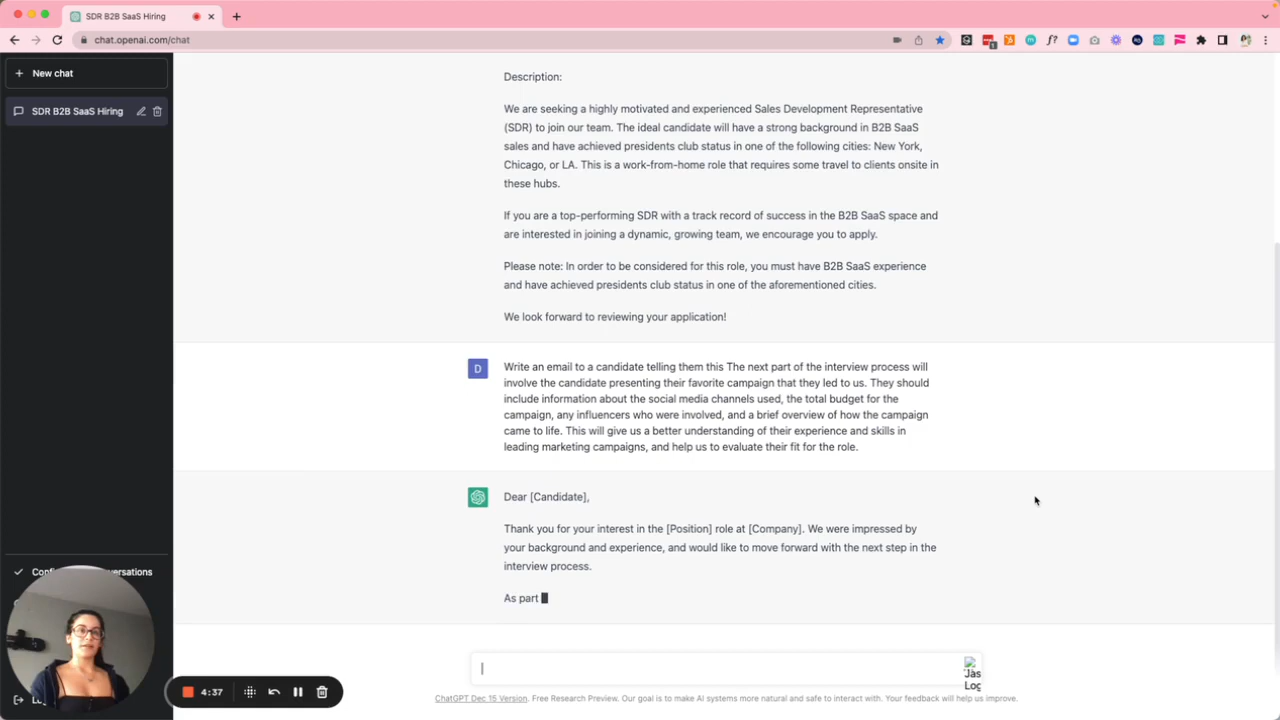 SDR B2B SaaS Hiring
chat.openai.com/chat
New chat
SDR B2B SaaS Hiring
Description:
We are seeking a highly motivated and experienced Sales Development Representative
(SDR) to join our team. The ideal candidate will have a strong background in B2B SaaS
sales and have achieved presidents club status in one of the following cities: New York,
Chicago, or LA. This is a work-from-home role that requires some travel to clients onsite in
these hubs.
If you are a top-performing SDR with a track record of success in the B2B SaaS space and
are interested in joining a dynamic, growing team, we encourage you to apply.
Please note: In order to be considered for this role, you must have B2B SaaS experience
and have achieved presidents club status in one of the aforementioned cities.
We look forward to reviewing your application!
D
Write an email to a candidate telling them this The next part of the interview process will
involve the candidate presenting their favorite campaign that they led to us. They should
include information about the social media channels used, the total budget for the
campaign, any influencers who were involved, and a brief overview of how the campaign
came to life. This will give us a better understanding of their experience and skills in
leading marketing campaigns, and help us to evaluate their fit for the role.
Dear [Candidate],
Thank you for your interest in the [Position] role at [Company]. We were impressed by
your background and experience, and would like to move forward with the next step in the
interview process.
As part
4:37
ChatGPT Dec 15 Version. Free Research Preview. Our goal is to make AI systems more natural and safe to interact with. Your feedback will help us improve.